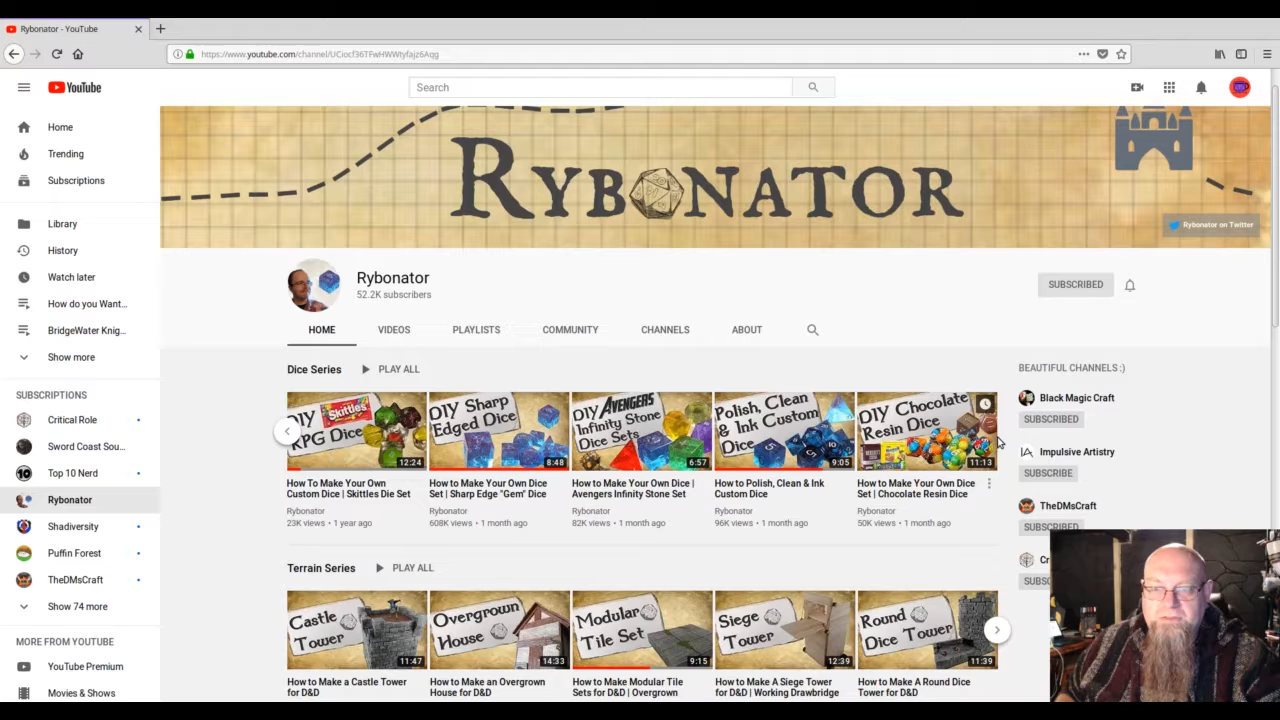 Rybonator - YouTube
https://www.youtube.com/channel/UCiocf36TFwHWWtyfajz6Aqg
YouTube
Search
Home
Trending
Subscriptions
Library
History
Watch later
How do you Want...
BridgeWater Knig...
Show more
SUBSCRIPTIONS
Critical Role
Sword Coast Sou...
Top 10 Nerd
Rybonator
Shadiversity
Puffin Forest
TheDMsCraft
Show 74 more
MORE FROM YOUTUBE
YouTube Premium
Movies & Shows
RYBONATOR
Rybonator on Twitter
Rybonator
52.2K subscribers
SUBSCRIBED
HOME VIDEOS PLAYLISTS COMMUNITY CHANNELS ABOUT
Dice Series PLAY ALL
DIY Skittles RPG Dice 12:24
DIY Sharp Edged Dice 8:48
DIY AVENGERS Infinity Stone Dice Sets 6:57
Polish, Clean & Ink Custom Dice 9:05
DIY Chocolate Resin Dice 11:13
How To Make Your Own Custom Dice | Skittles Die Set
Rybonator
23K views • 1 year ago
How to Make Your Own Dice Set | Sharp Edge "Gem" Dice
Rybonator
608K views • 1 month ago
How to Make Your Own Dice | Avengers Infinity Stone Set
Rybonator
82K views • 1 month ago
How to Polish, Clean & Ink Custom Dice
Rybonator
96K views • 1 month ago
How to Make Your Own Dice Set | Chocolate Resin Dice
Rybonator
50K views • 1 month ago
Terrain Series PLAY ALL
Castle Tower 11:47
Overgrown House 14:33
Modular Tile Set 9:15
Siege Tower 12:39
Round Dice Tower 11:39
How to Make a Castle Tower for D&D
How to Make an Overgrown House for D&D
How to Make Modular Tile Sets for D&D | Overgrown
How to Make A Siege Tower for D&D | Working Drawbridge
How to Make A Round Dice Tower for D&D
BEAUTIFUL CHANNELS :)
Black Magic Craft
SUBSCRIBED
Impulsive Artistry
SUBSCRIBE
TheDMsCraft
SUBSCRIBED
Cr
SUBSC